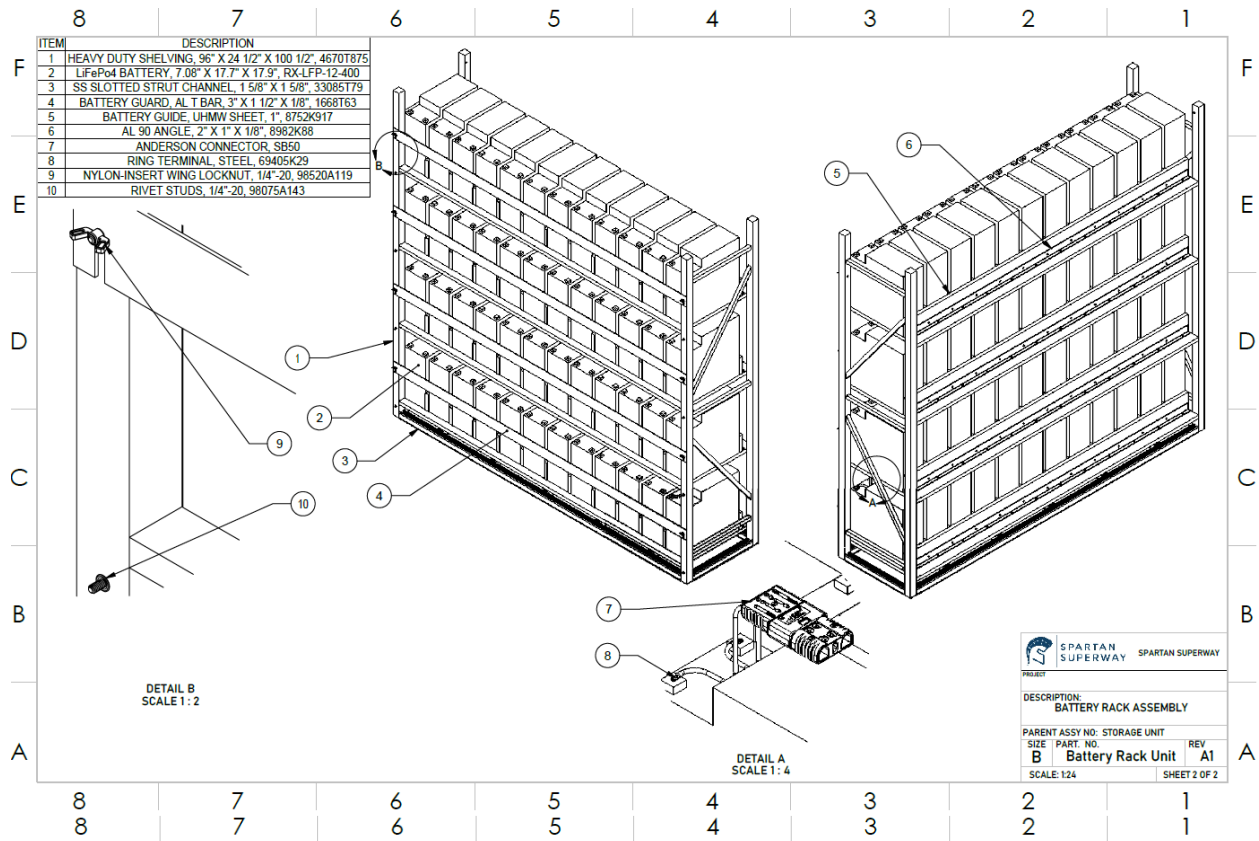 8 7 6 5 4 3 2 1
F F
E E
D D
C C
B B
A A
ITEM DESCRIPTION
1 HEAVY DUTY SHELVING, 96" X 24 1/2" X 100 1/2", 4670T875
2 LiFePo4 BATTERY, 7.08" X 17.7" X 17.9", RX-LFP-12-400
3 SS SLOTTED STRUT CHANNEL, 1 5/8" X 1 5/8", 33085T79
4 BATTERY GUARD, AL T BAR, 3" X 1 1/2" X 1/8", 1668T63
5 BATTERY GUIDE, UHMW SHEET, 1", 8752K917
6 AL 90 ANGLE, 2" X 1" X 1/8", 8982K88
7 ANDERSON CONNECTOR, SB50
8 RING TERMINAL, STEEL, 69405K29
9 NYLON-INSERT WING LOCKNUT, 1/4"-20, 98520A119
10 RIVET STUDS, 1/4"-20, 98075A143
B
6
5
1
2
3
4
9
10
A
7
8
DETAIL B
SCALE 1 : 2
DETAIL A
SCALE 1 : 4
SPARTAN
SUPERWAY
SPARTAN SUPERWAY
PROJECT
DESCRIPTION:
BATTERY RACK ASSEMBLY
PARENT ASSY NO: STORAGE UNIT
SIZE PART. NO. REV
B Battery Rack Unit A1
SCALE: 1:24 SHEET 2 OF 2
8 7 6 5 4 3 2 1
8 7 6 5 4 3 2 1